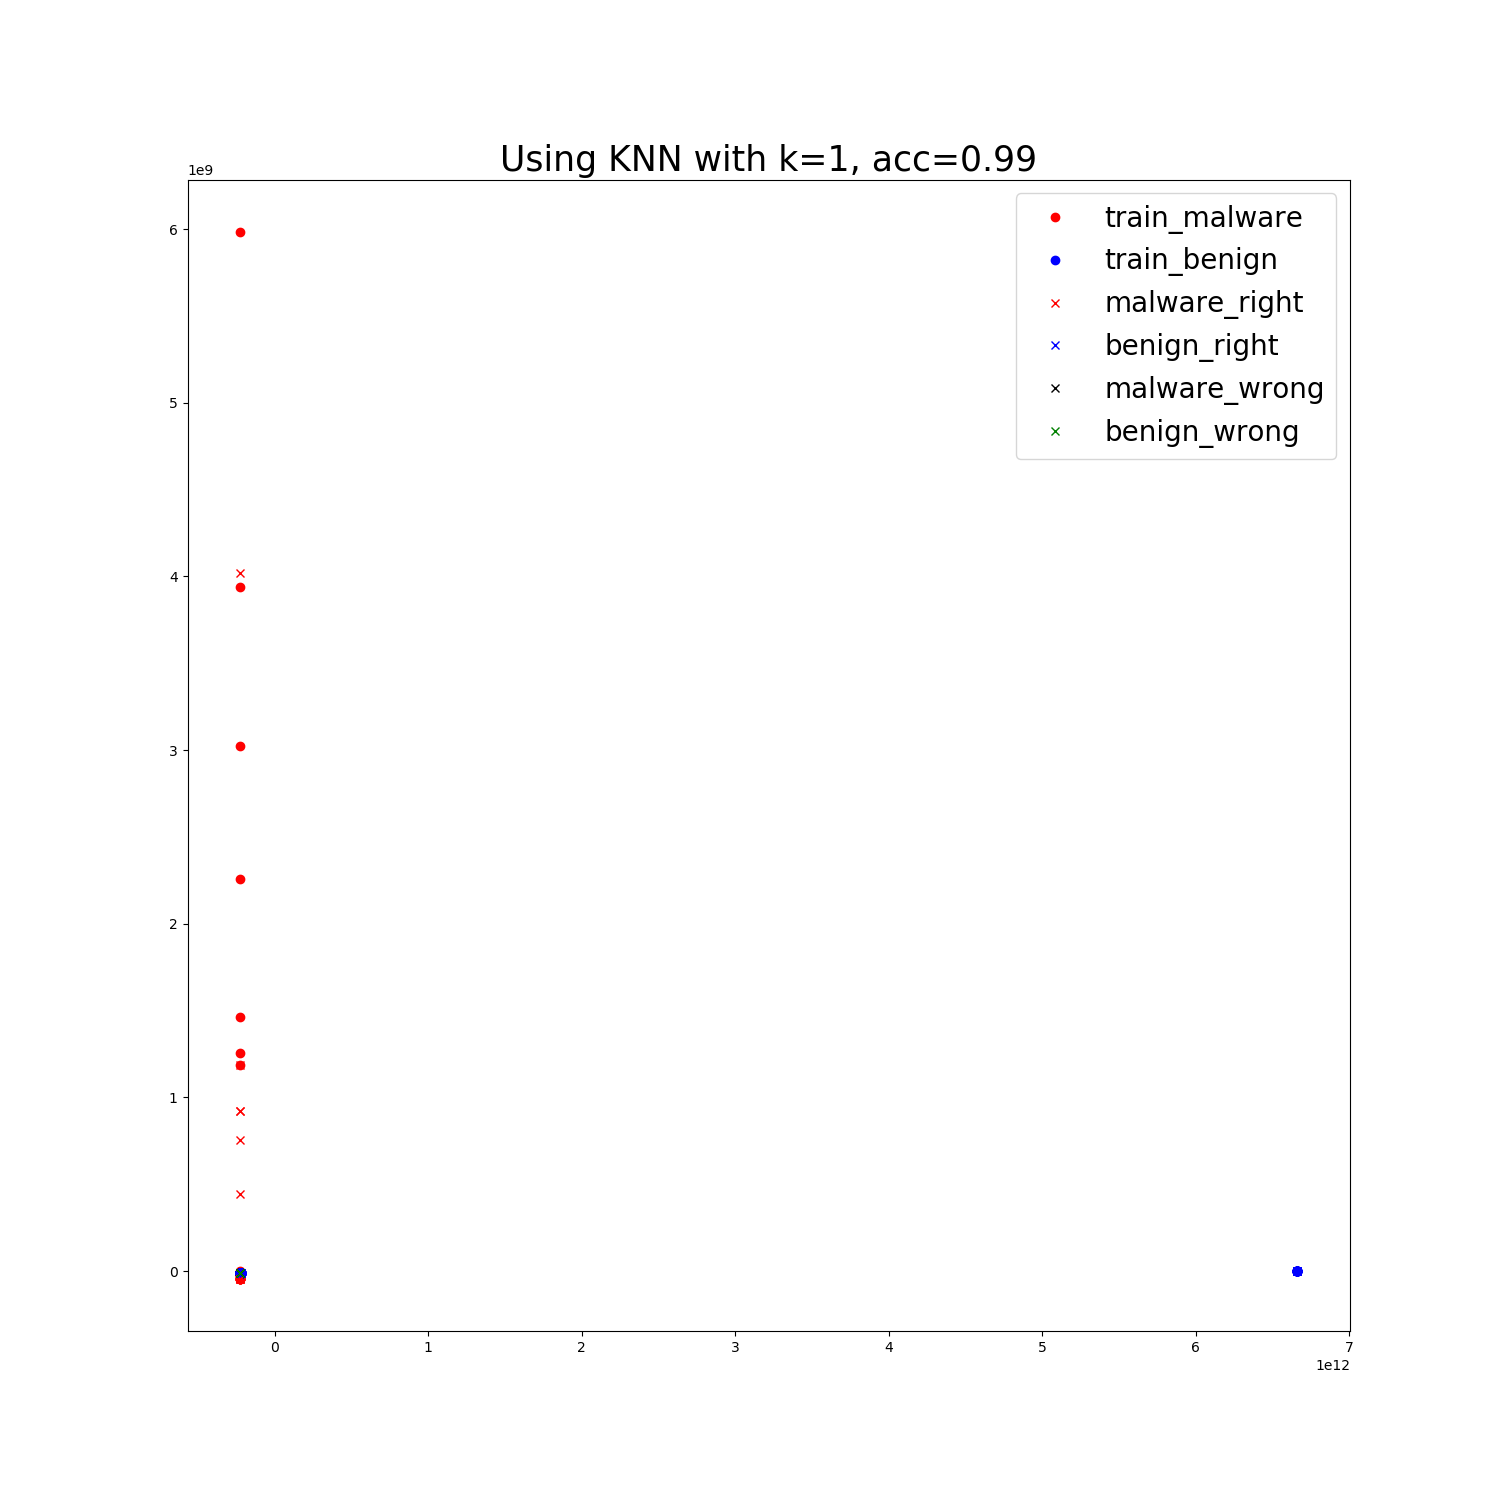 Using KNN with k=1, acc=0.99
1e9
train_malware
train_benign
malware_right
benign_right
malware_wrong
benign_wrong
6
5
4
3
2
1
0
0 1 2 3 4 5 6 7
1e12